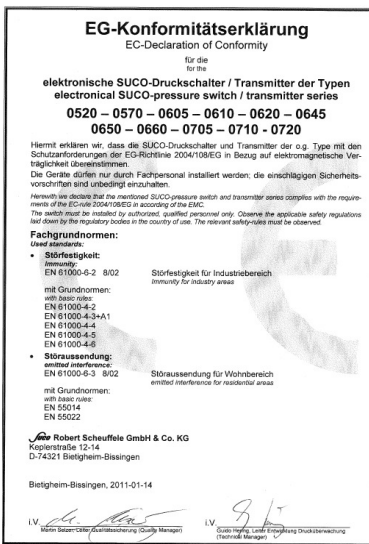 EG-Konformitätserklärung
EC-Declaration of Conformity
für die
for the
elektronische SUCO-Druckschalter / Transmitter der Typen
electronical SUCO-pressure switch / transmitter series
0520 – 0570 – 0605 – 0610 – 0620 – 0645
0650 – 0660 – 0705 – 0710 - 0720
Hiermit erklären wir, dass die SUCO-Druckschalter und Transmitter der o.g. Type mit den
Schutzanforderungen der EG-Richtlinie 2004/108/EG in Bezug auf elektromagnetische Ver-
träglichkeit übereinstimmen.
Die Geräte dürfen nur durch Fachpersonal installiert werden; die einschlägigen Sicherheits-
vorschriften sind unbedingt einzuhalten.
Herewith we declare that the mentioned SUCO-pressure switch and transmitter series complies with the require-
ments of the EC-rule 2004/108/EG in according of the EMC.
The switch must be installed by authorized, qualified personnel only. Observe the applicable safety regulations
laid down by the regulatory bodies in the country of use. The relevant safety-rules must be observed.
Fachgrundnormen:
Used standards:
• Störfestigkeit:
Immunity:
EN 61000-6-2 8/02 Störfestigkeit für Industriebereich
Immunity for industry areas
mit Grundnormen:
with basic rules:
EN 61000-4-2
EN 61000-4-3+A1
EN 61000-4-4
EN 61000-4-5
EN 61000-4-6
• Störaussendung:
emitted interference:
EN 61000-6-3 8/02 Störaussendung für Wohnbereich
emitted interference for residential areas
mit Grundnormen:
with basic rules:
EN 55014
EN 55022
suco Robert Scheuffele GmbH & Co. KG
Keplerstraße 12-14
D-74321 Bietigheim-Bissingen
Bietigheim-Bissingen, 2011-01-14
i.V. i.V.
Martin Selzer, Leiter Qualitätssicherung (Quality Manager) Guido Hering, Leiter Entwicklung Drucküberwachung
(Technical Manager)